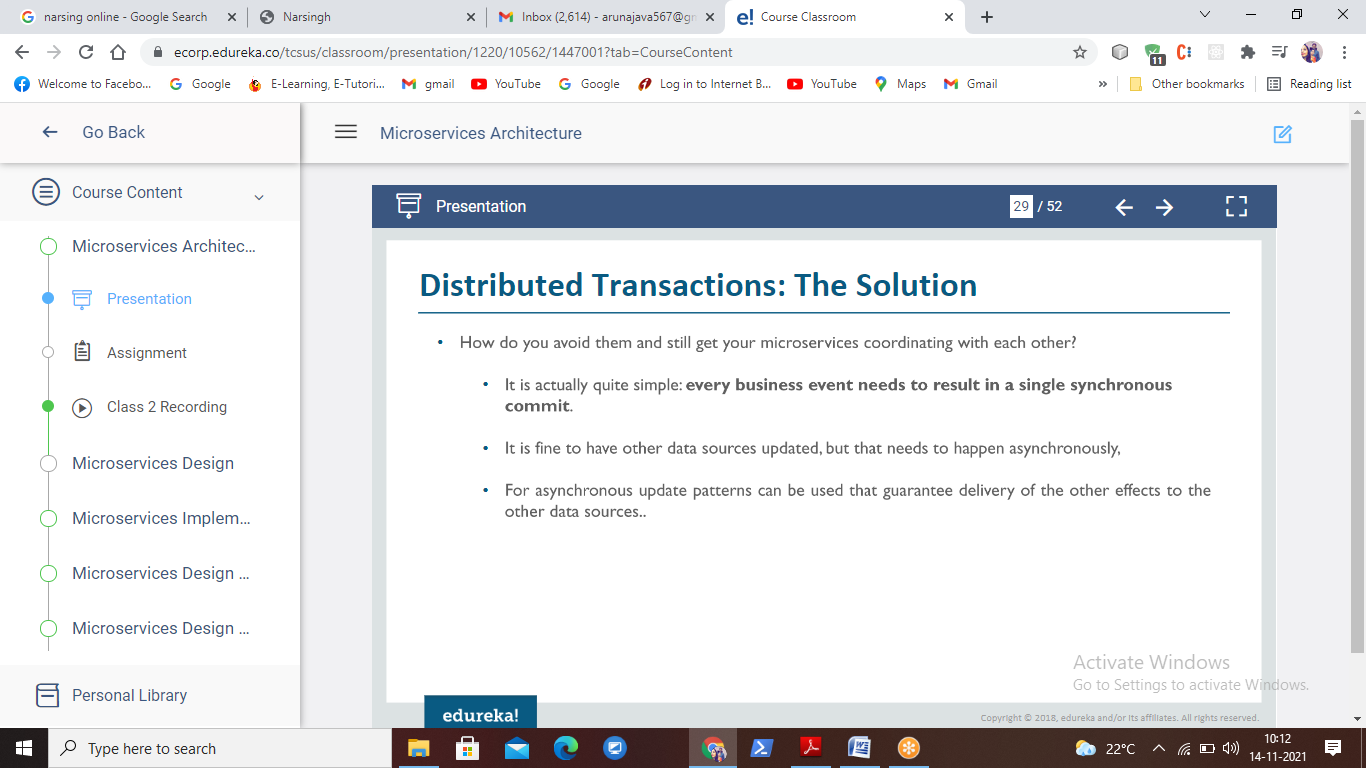 narsing online - Google Search
Narsingh
Inbox (2,614) - arunajava567@gm
Course Classroom
ecorp.edureka.co/tcsus/classroom/presentation/1220/10562/1447001?tab=CourseContent
11
Welcome to Facebo...
Google
E-Learning, E-Tutori...
gmail
YouTube
Google
Log in to Internet B...
YouTube
Maps
Gmail
»
Other bookmarks
Reading list
Go Back
Microservices Architecture
Course Content
Microservices Architec...
Presentation
Assignment
Class 2 Recording
Microservices Design
Microservices Implem...
Microservices Design ...
Microservices Design ...
Personal Library
Presentation
29 / 52
Distributed Transactions: The Solution
• How do you avoid them and still get your microservices coordinating with each other?
• It is actually quite simple: every business event needs to result in a single synchronous
commit.
• It is fine to have other data sources updated, but that needs to happen asynchronously,
• For asynchronous update patterns can be used that guarantee delivery of the other effects to the
other data sources..
Activate Windows
Go to Settings to activate Windows.
edureka!
Copyright © 2018, edureka and/or its affiliates. All rights reserved.
Type here to search
22°C
10:12
14-11-2021